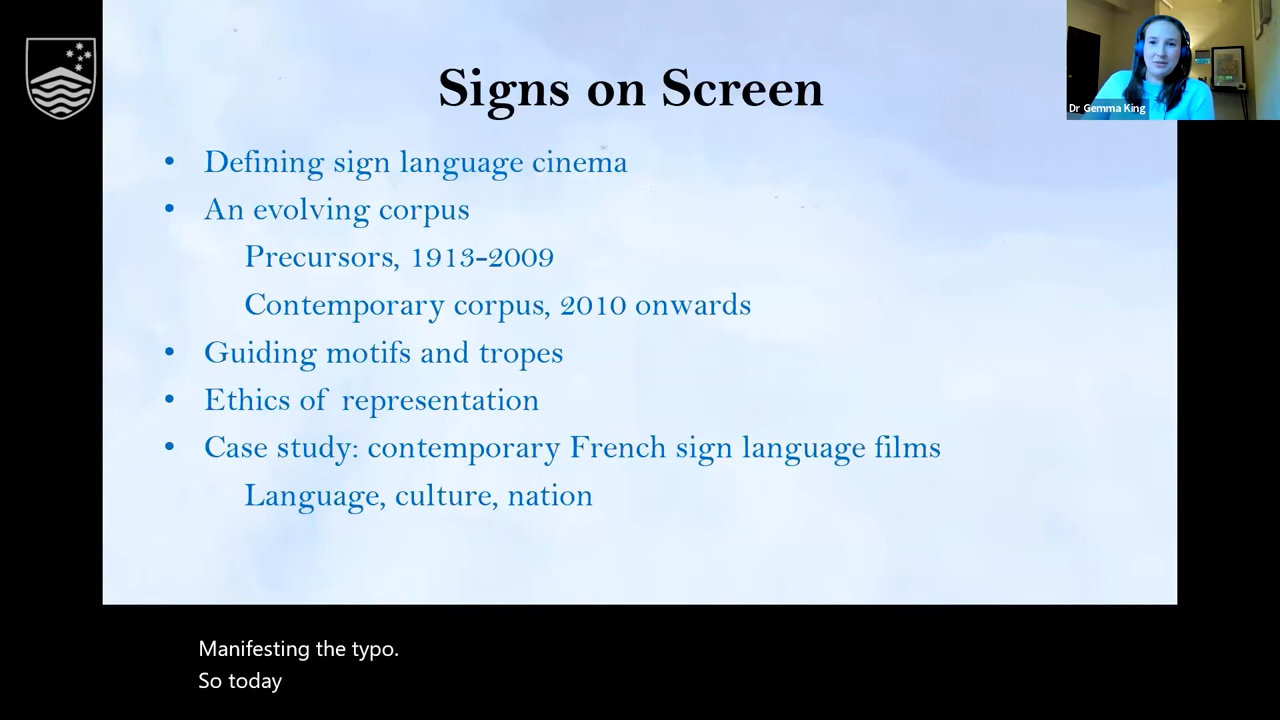 Signs on Screen
Dr Gemma King
• Defining sign language cinema
• An evolving corpus
Precursors, 1913-2009
Contemporary corpus, 2010 onwards
• Guiding motifs and tropes
• Ethics of representation
• Case study: contemporary French sign language films
Language, culture, nation
Manifesting the typo.
So today